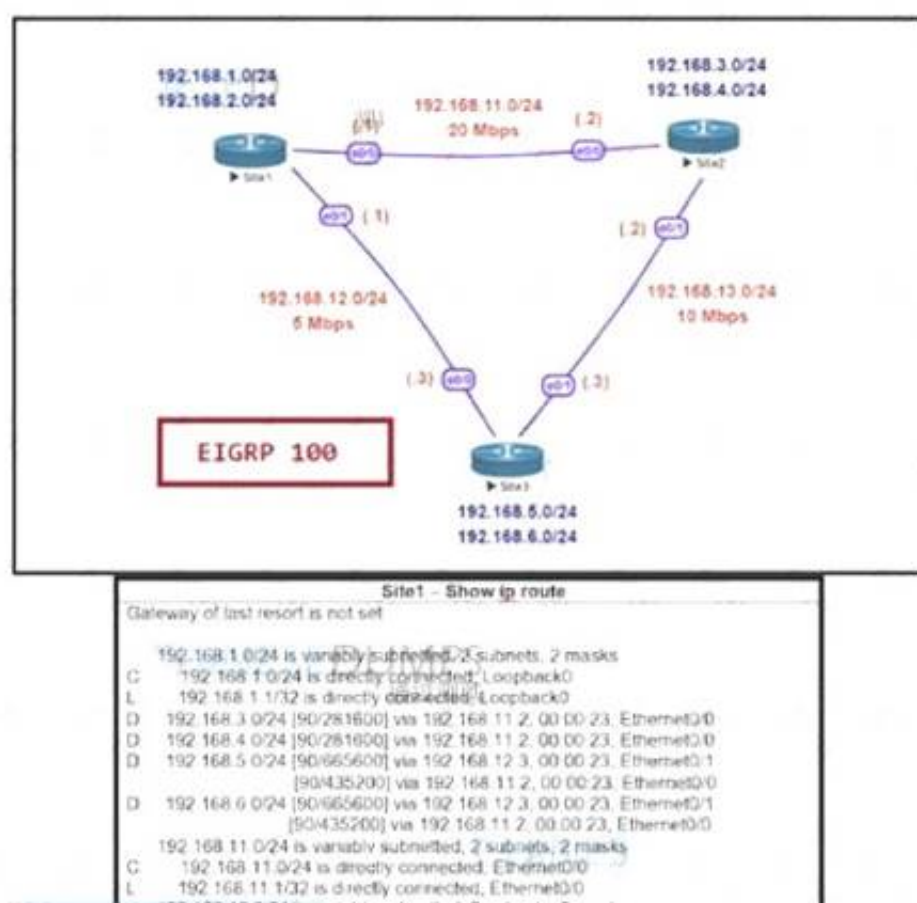 192.168.1.0/24
192.168.2.0/24
192.168.3.0/24
192.168.4.0/24
192.168.11.0/24
20 Mbps
(.2)
e0/0
e0/0
Site1
Site2
e0/1
(.1)
(.2)
e0/1
192.168.12.0/24
5 Mbps
192.168.13.0/24
10 Mbps
(.3)
e0/0
e0/1
(.3)
EIGRP 100
Site3
192.168.5.0/24
192.168.6.0/24
Site1 - Show ip route
Gateway of last resort is not set
192.168.1.0/24 is variably subnetted, 2 subnets, 2 masks
C 192.168.1.0/24 is directly connected, Loopback0
L 192.168.1.1/32 is directly connected, Loopback0
D 192.168.3.0/24 [90/281600] via 192.168.11.2, 00:00:23, Ethernet0/0
D 192.168.4.0/24 [90/281600] via 192.168.11.2, 00:00:23, Ethernet0/0
D 192.168.5.0/24 [90/665600] via 192.168.12.3, 00:00:23, Ethernet0/1
[90/435200] via 192.168.11.2, 00:00:23, Ethernet0/0
D 192.168.6.0/24 [90/665600] via 192.168.12.3, 00:00:23, Ethernet0/1
[90/435200] via 192.168.11.2, 00:00:23, Ethernet0/0
192.168.11.0/24 is variably subnetted, 2 subnets, 2 masks
C 192.168.11.0/24 is directly connected, Ethernet0/0
L 192.168.11.1/32 is directly connected, Ethernet0/0